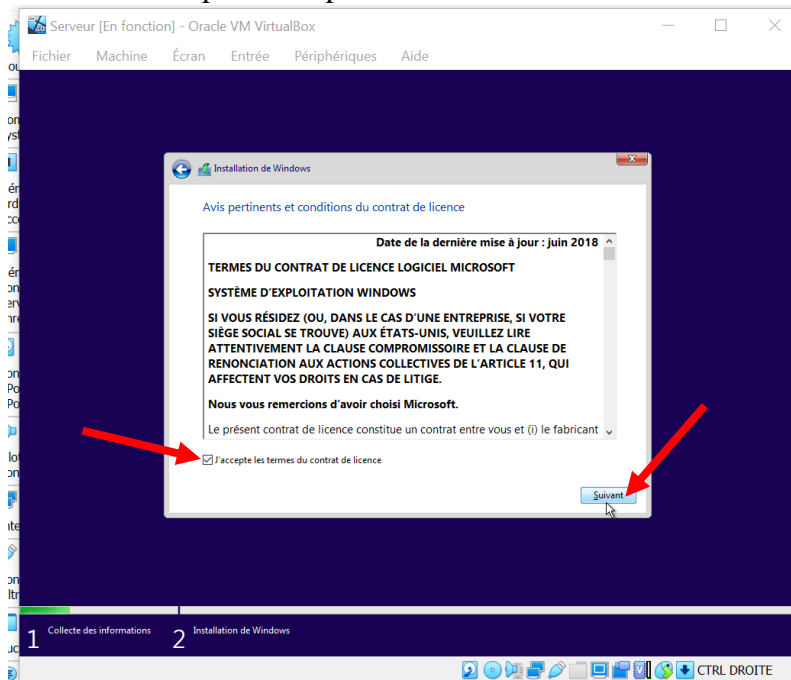 Serveur [En fonction] - Oracle VM VirtualBox
Fichier Machine Écran Entrée Périphériques Aide
Installation de Windows
Avis pertinents et conditions du contrat de licence
Date de la dernière mise à jour : juin 2018
TERMES DU CONTRAT DE LICENCE LOGICIEL MICROSOFT
SYSTÈME D’EXPLOITATION WINDOWS
SI VOUS RÉSIDEZ (OU, DANS LE CAS D’UNE ENTREPRISE, SI VOTRE
SIÈGE SOCIAL SE TROUVE) AUX ÉTATS-UNIS, VEUILLEZ LIRE
ATTENTIVEMENT LA CLAUSE COMPROMISSOIRE ET LA CLAUSE DE
RENONCIATION AUX ACTIONS COLLECTIVES DE L’ARTICLE 11, QUI
AFFECTENT VOS DROITS EN CAS DE LITIGE.
Nous vous remercions d’avoir choisi Microsoft.
Le présent contrat de licence constitue un contrat entre vous et (i) le fabricant
J'accepte les termes du contrat de licence
Suivant
1 Collecte des informations 2 Installation de Windows
CTRL DROITE